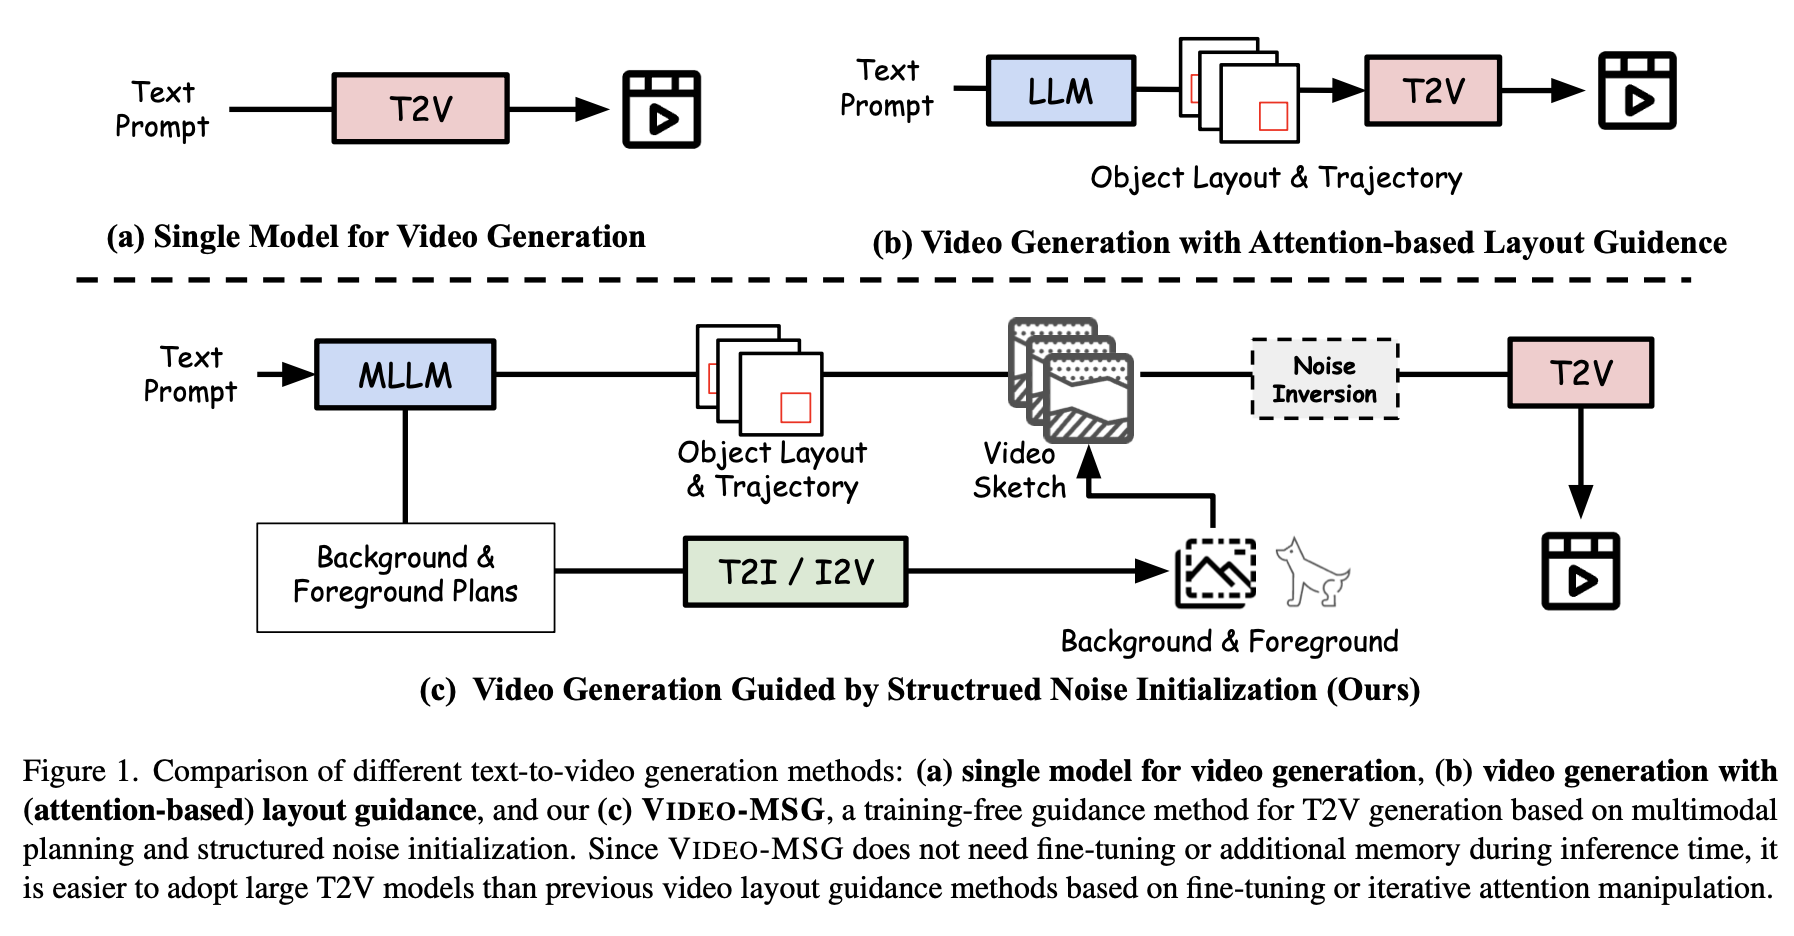 Text
Prompt
T2V
(a) Single Model for Video Generation
Text
Prompt
LLM
T2V
Object Layout & Trajectory
(b) Video Generation with Attention-based Layout Guidence
Text
Prompt
MLLM
Object Layout
& Trajectory
Video
Sketch
Noise
Inversion
T2V
Background &
Foreground Plans
T2I / I2V
Background & Foreground
(c) Video Generation Guided by Structrued Noise Initialization (Ours)
Figure 1. Comparison of different text-to-video generation methods: (a) single model for video generation, (b) video generation with
(attention-based) layout guidance, and our (c) VIDEO-MSG, a training-free guidance method for T2V generation based on multimodal
planning and structured noise initialization. Since VIDEO-MSG does not need fine-tuning or additional memory during inference time, it
is easier to adopt large T2V models than previous video layout guidance methods based on fine-tuning or iterative attention manipulation.